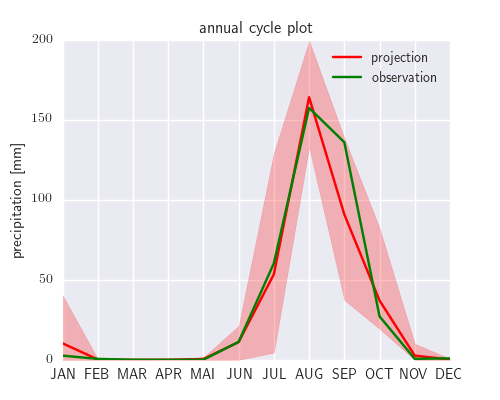 annual cycle plot
200
150
100
50
0
precipitation [mm]
projection
observation
JAN FEB MAR APR MAI JUN JUL AUG SEP OCT NOV DEC